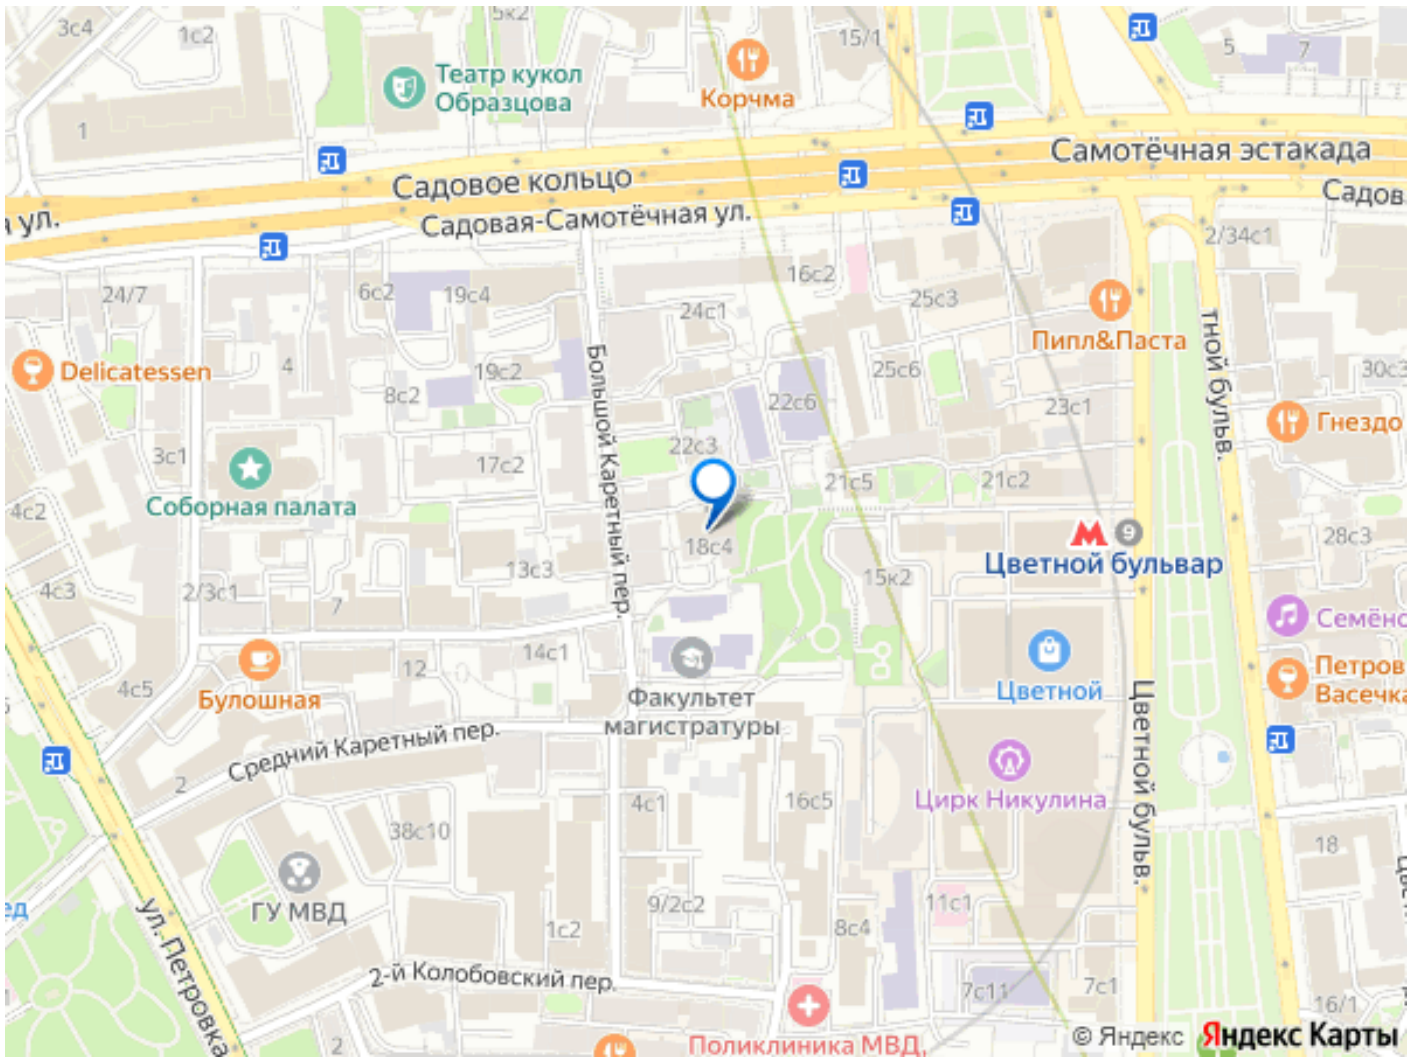 3с4
1с2
5к2
15/1
5
7
Театр кукол
Образцова
Корчма
1
Самотёчная эстакада
Садовое кольцо
Садовая-Самотёчная ул.
Садов
а ул.
2/34с1
16с2
24/7
6с2
19с4
24с1
25с3
Пипл&Паста
Delicatessen
4
19с2
8с2
25с6
30с3
22с6
23с1
Гнездо
тной бульв.
Большой Каретный пер.
22с3
3с1
17с2
Соборная палата
21с5
21с2
4с2
18с4
9
Цветной бульвар
28с3
13с3
15к2
4с3
2/3с1
7
Семёно
14с1
12
Булошная
4с5
Факультет
магистратуры
Цветной
Петров
Васечка
Средний Каретный пер.
2
Цветной бульв.
Цирк Никулина
4с1
16с5
38с10
18
ГУ МВД
ед
ул. Петровка
9/2с2
11с1
1с2
8с4
2-й Колобовский пер.
7с11
7с1
16/1
2
Поликлиника МВД,
© Яндекс Яндекс Карты